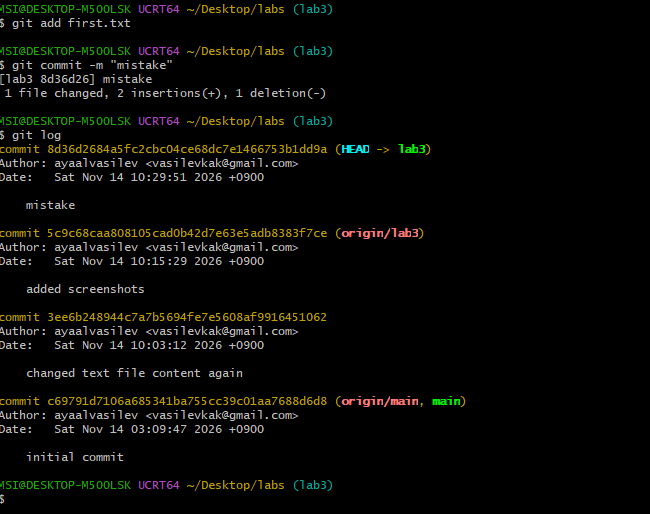 MSI@DESKTOP-M5OOLSK UCRT64 ~/Desktop/labs (lab3)
$ git add first.txt
MSI@DESKTOP-M5OOLSK UCRT64 ~/Desktop/labs (lab3)
$ git commit -m "mistake"
[lab3 8d36d26] mistake
1 file changed, 2 insertions(+), 1 deletion(-)
MSI@DESKTOP-M5OOLSK UCRT64 ~/Desktop/labs (lab3)
$ git log
commit 8d36d2684a5fc2cbc04ce68dc7e1466753b1dd9a (HEAD -> lab3)
Author: ayaalvasilev <vasilevkak@gmail.com>
Date:   Sat Nov 14 10:29:51 2026 +0900
mistake
commit 5c9c68caa808105cad0b42d7e63e5adb8383f7ce (origin/lab3)
Author: ayaalvasilev <vasilevkak@gmail.com>
Date:   Sat Nov 14 10:15:29 2026 +0900
added screenshots
commit 3ee6b248944c7a7b5694fe7e5608af9916451062
Author: ayaalvasilev <vasilevkak@gmail.com>
Date:   Sat Nov 14 10:03:12 2026 +0900
changed text file content again
commit c69791d7106a685341ba755cc39c01aa7688d6d8 (origin/main, main)
Author: ayaalvasilev <vasilevkak@gmail.com>
Date:   Sat Nov 14 03:09:47 2026 +0900
initial commit
MSI@DESKTOP-M5OOLSK UCRT64 ~/Desktop/labs (lab3)
$